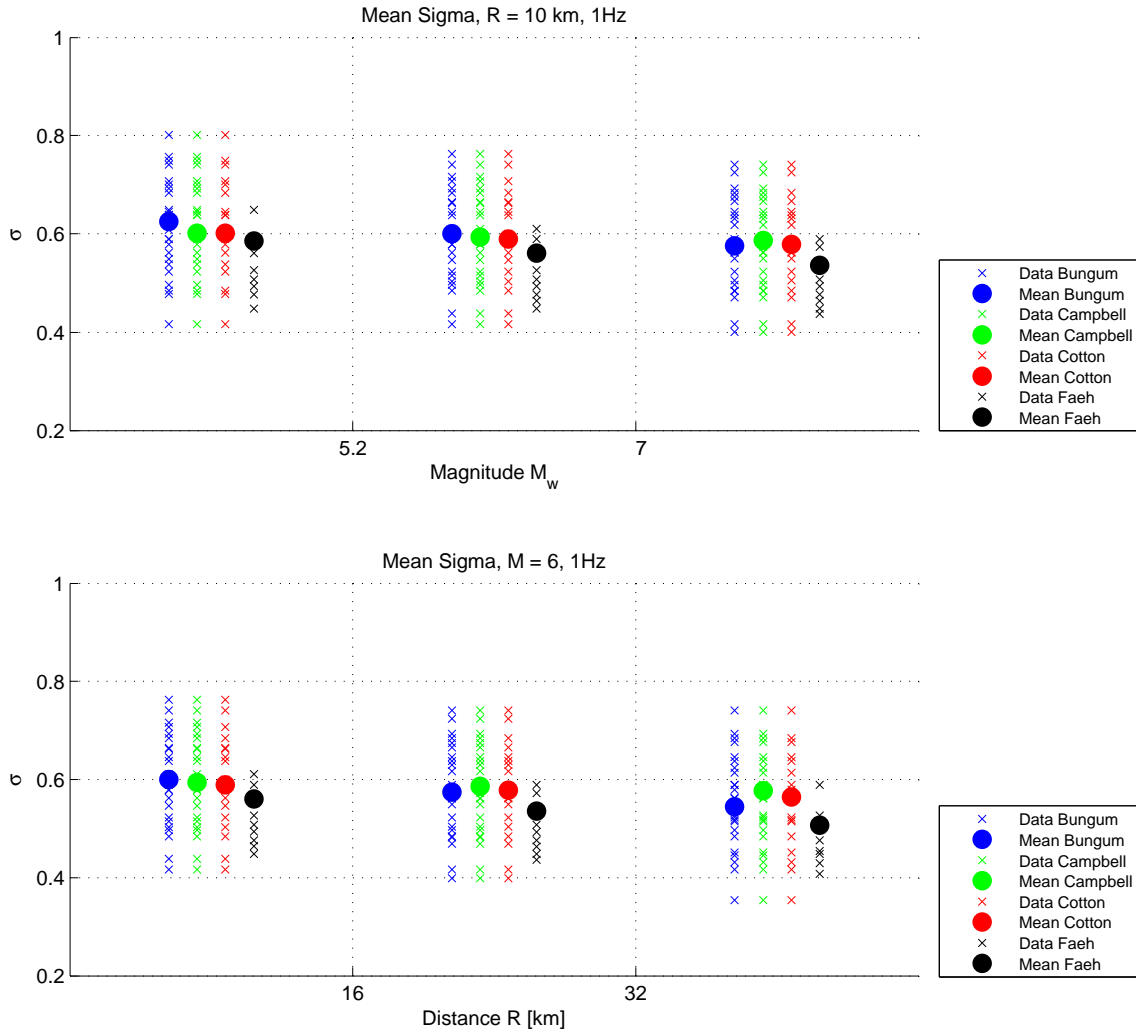 Mean Sigma, R = 10 km, 1Hz
1
0.8
0.6
0.4
0.2
σ
5.2
7
Magnitude M_w
Data Bungum
Mean Bungum
Data Campbell
Mean Campbell
Data Cotton
Mean Cotton
Data Faeh
Mean Faeh
Mean Sigma, M = 6, 1Hz
1
0.8
0.6
0.4
0.2
σ
16
32
Distance R [km]
Data Bungum
Mean Bungum
Data Campbell
Mean Campbell
Data Cotton
Mean Cotton
Data Faeh
Mean Faeh